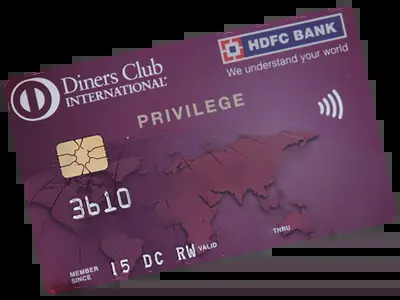 Diners Club
INTERNATIONAL®
HDFC BANK
We understand your world
PRIVILEGE
3610
MEMBER
SINCE
15 DC RW
VALID
THRU